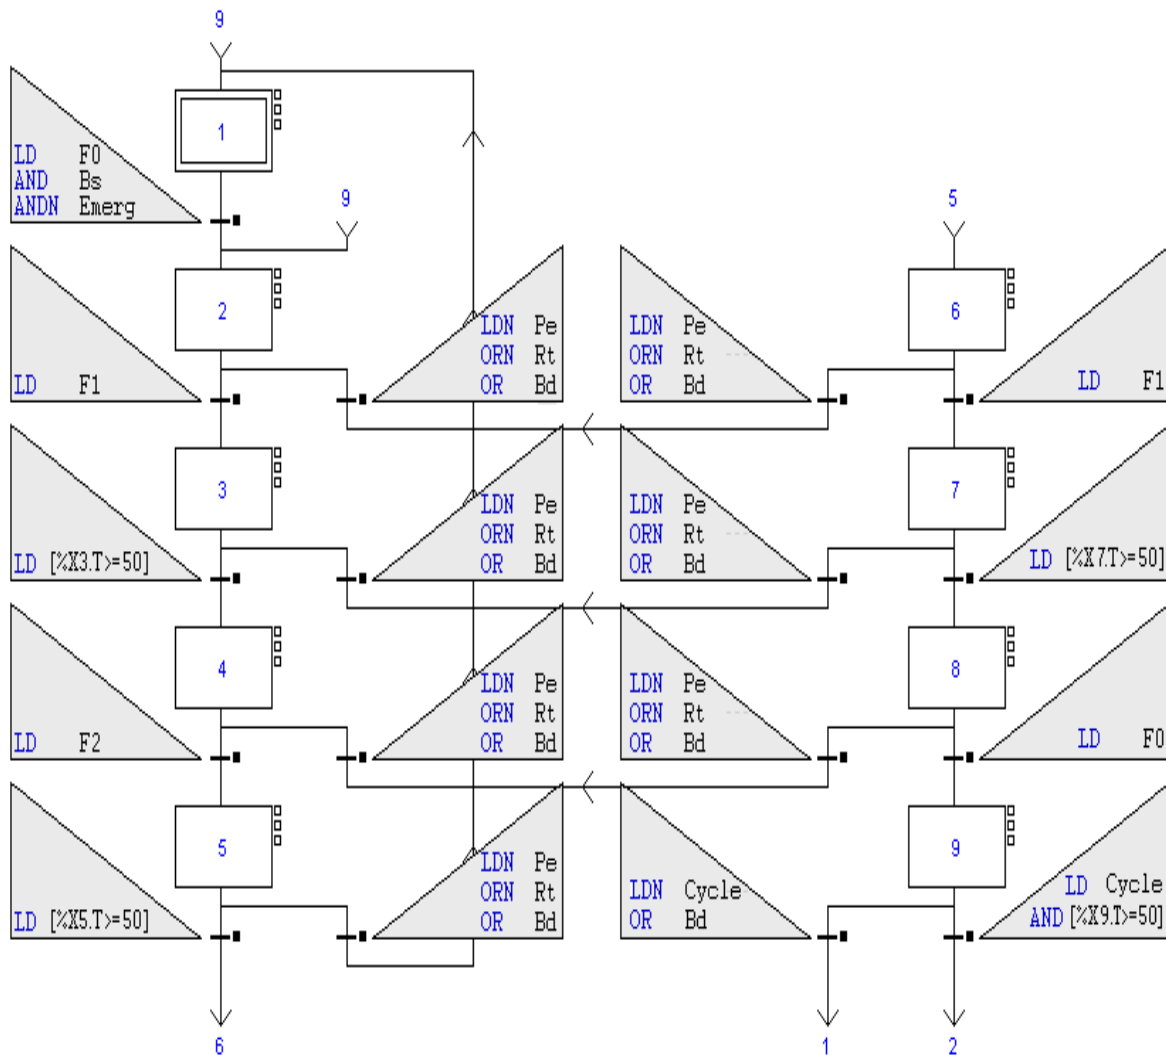 9
1
LD F0
AND Bs
ANDN Emerg
9
5
2
6
LD F1
LDN Pe
ORN Rt
OR Bd
LDN Pe
ORN Rt
OR Bd
LD F1
3
7
LD [%X3.T>=50]
LDN Pe
ORN Rt
OR Bd
LDN Pe
ORN Rt
OR Bd
LD [%X7.T>=50]
4
8
LD F2
LDN Pe
ORN Rt
OR Bd
LDN Pe
ORN Rt
OR Bd
LD F0
5
9
LD [%X5.T>=50]
LDN Pe
ORN Rt
OR Bd
LDN Cycle
OR Bd
LD Cycle
AND [%X9.T>=50]
6
1
2